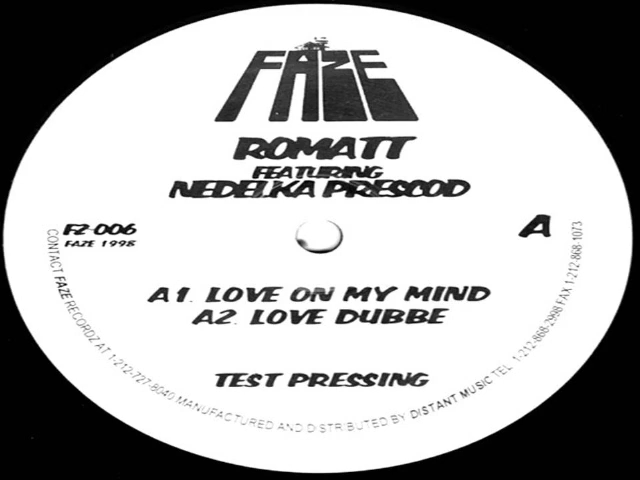 FAZE
ROMATT
FEATURING
NEDELKA PRESCOD
FZ-006
FAZE 1998
A
A1. LOVE ON MY MIND
A2. LOVE DUBBE
TEST PRESSING
CONTACT FAZE RECORDZ AT 1-212-727-8040 MANUFACTURED AND DISTRIBUTED BY DISTANT MUSIC TEL. 1-212-868-2998 FAX 1-212-868-1073